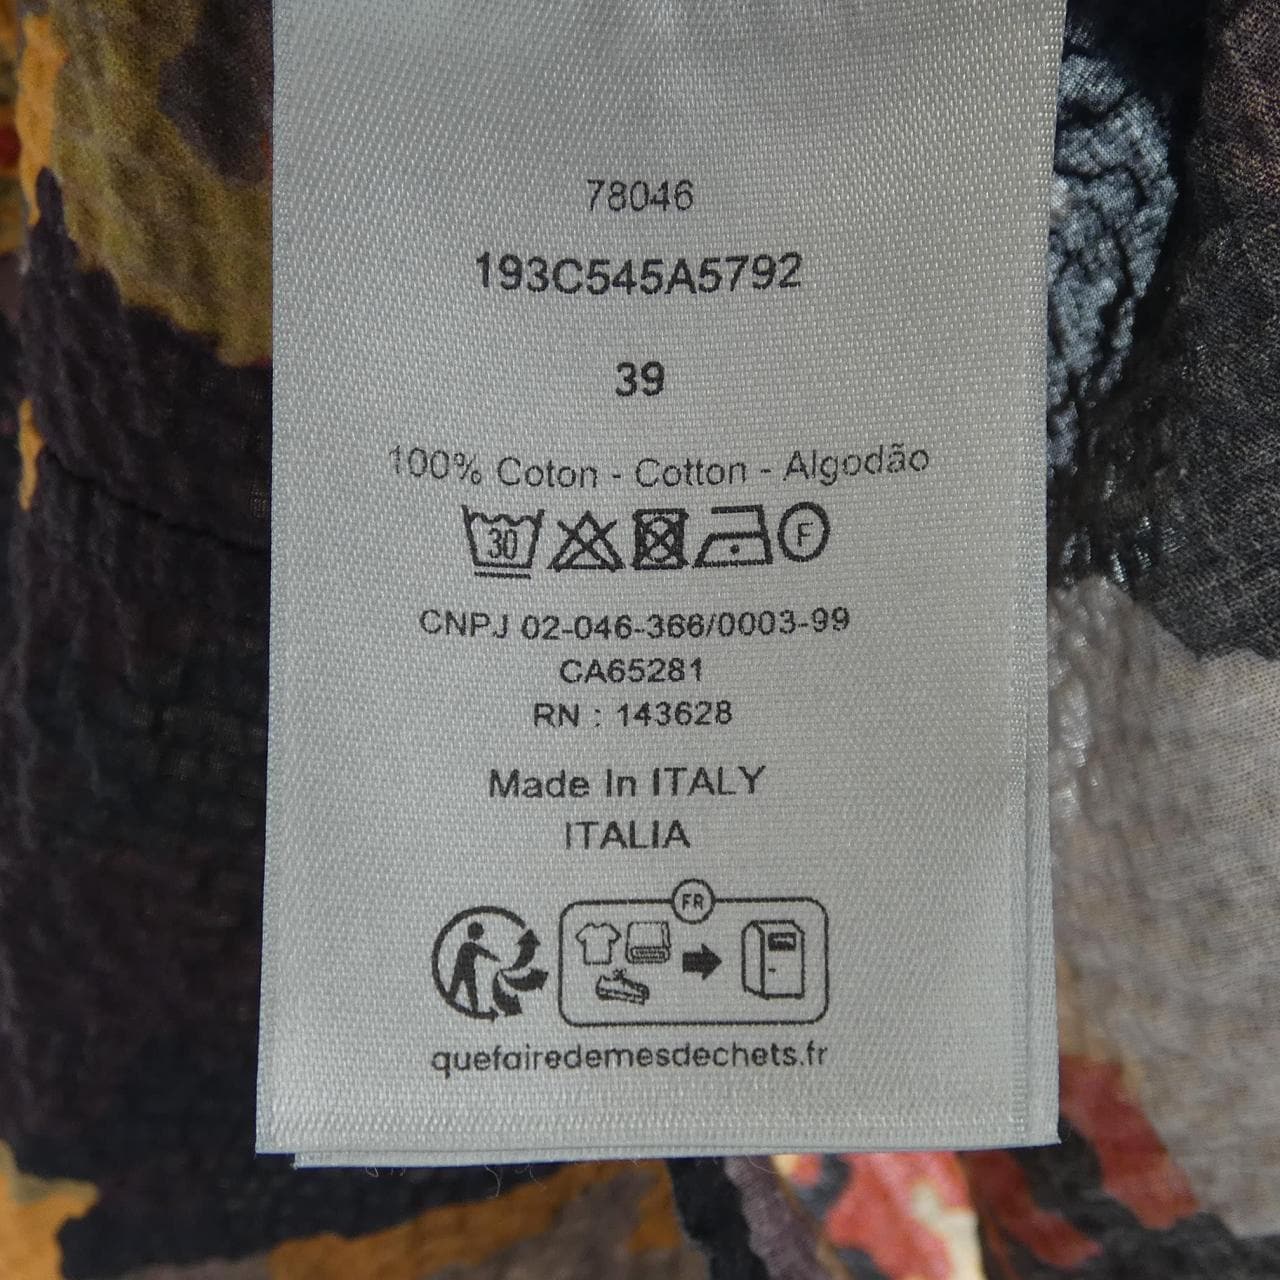 78046
193C545A5792
39
100% Coton - Cotton - Algodão
30 F
CNPJ 02-046-366/0003-99
CA65281
RN : 143628
Made In ITALY
ITALIA
FR
quefairedemesdechets.fr